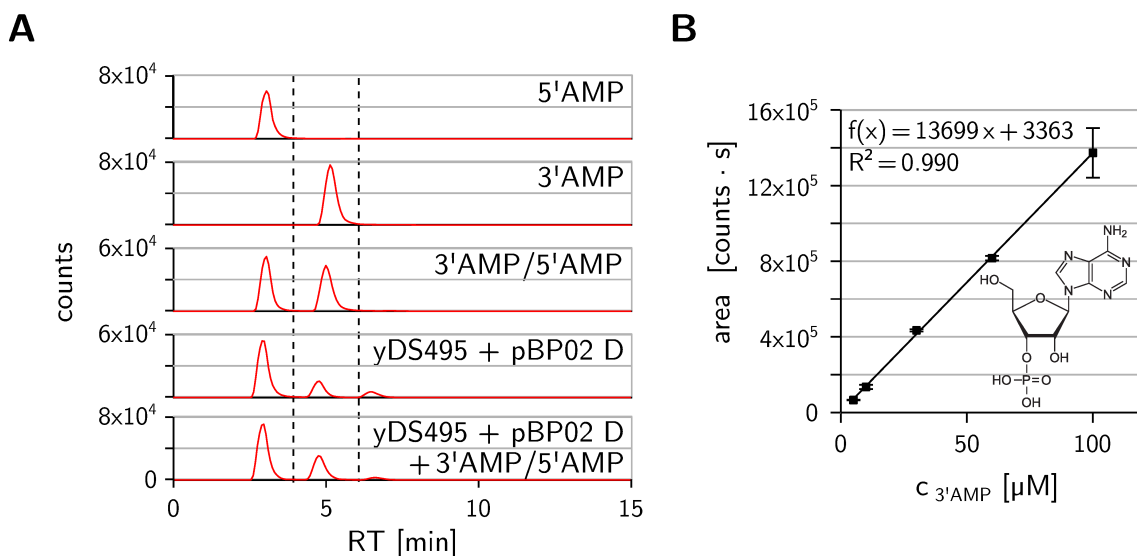 A
8x10⁴
5'AMP
8x10⁴
3'AMP
6x10⁴
3'AMP/5'AMP
6x10⁴
yDS495 + pBP02 D
8x10⁴
yDS495 + pBP02 D
+ 3'AMP/5'AMP
0
0 5 10 15
RT [min]
counts
B
16x10⁵
f(x) = 13699 x + 3363
R² = 0.990
12x10⁵
8x10⁵
4x10⁵
0
0 50 100
c 3'AMP [µM]
area [counts · s]
NH₂
N
N
N
N
HO
O
O
OH
HO–P=O
OH